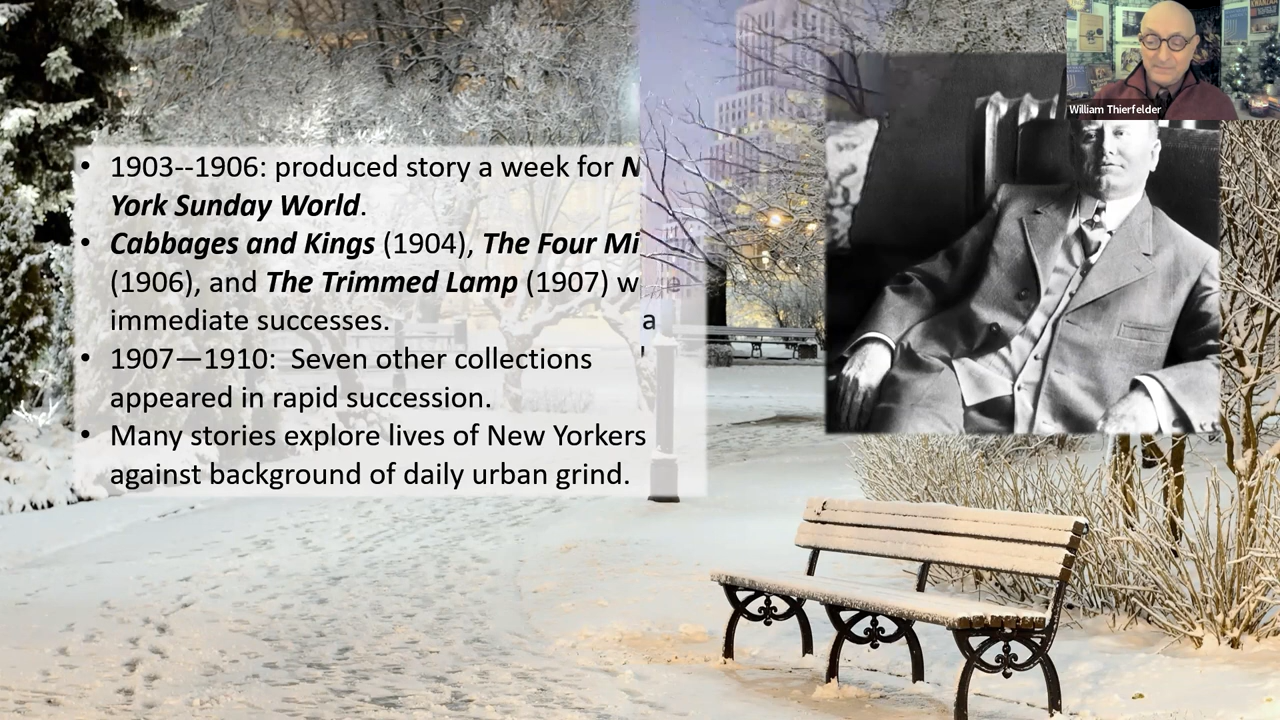 William Thierfelder
• 1903--1906: produced story a week for N
York Sunday World.
• Cabbages and Kings (1904), The Four Mi
(1906), and The Trimmed Lamp (1907) w
immediate successes. a
• 1907—1910: Seven other collections
appeared in rapid succession.
• Many stories explore lives of New Yorkers
against background of daily urban grind.